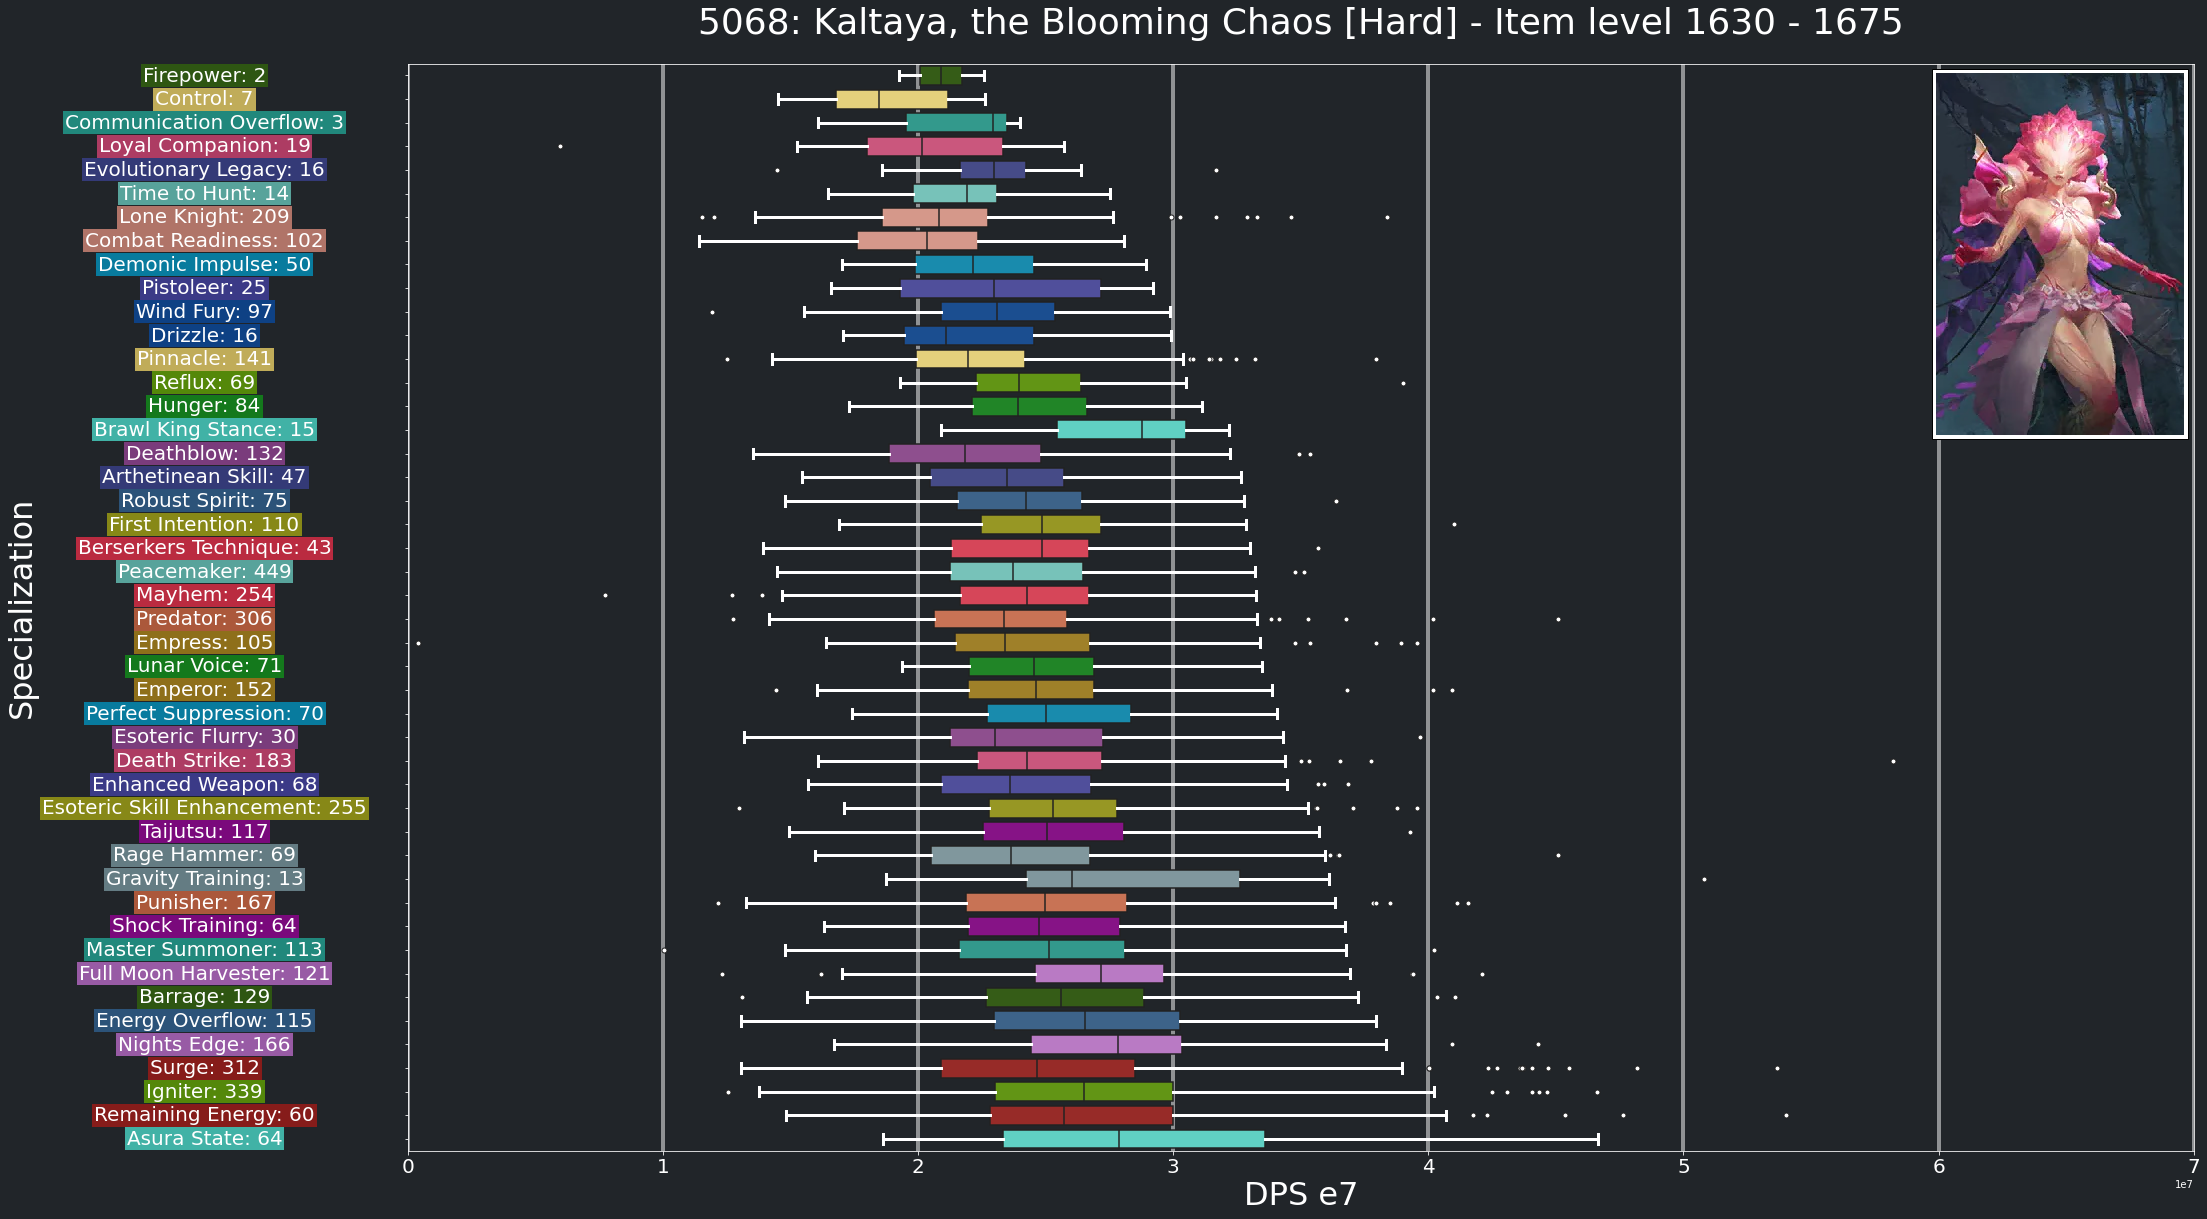 5068: Kaltaya, the Blooming Chaos [Hard] - Item level 1630 - 1675
Specialization
Firepower: 2
Control: 7
Communication Overflow: 3
Loyal Companion: 19
Evolutionary Legacy: 16
Time to Hunt: 14
Lone Knight: 209
Combat Readiness: 102
Demonic Impulse: 50
Pistoleer: 25
Wind Fury: 97
Drizzle: 16
Pinnacle: 141
Reflux: 69
Hunger: 84
Brawl King Stance: 15
Deathblow: 132
Arthetinean Skill: 47
Robust Spirit: 75
First Intention: 110
Berserkers Technique: 43
Peacemaker: 449
Mayhem: 254
Predator: 306
Empress: 105
Lunar Voice: 71
Emperor: 152
Perfect Suppression: 70
Esoteric Flurry: 30
Death Strike: 183
Enhanced Weapon: 68
Esoteric Skill Enhancement: 255
Taijutsu: 117
Rage Hammer: 69
Gravity Training: 13
Punisher: 167
Shock Training: 64
Master Summoner: 113
Full Moon Harvester: 121
Barrage: 129
Energy Overflow: 115
Nights Edge: 166
Surge: 312
Igniter: 339
Remaining Energy: 60
Asura State: 64
0 1 2 3 4 5 6 7
1e7
DPS e7